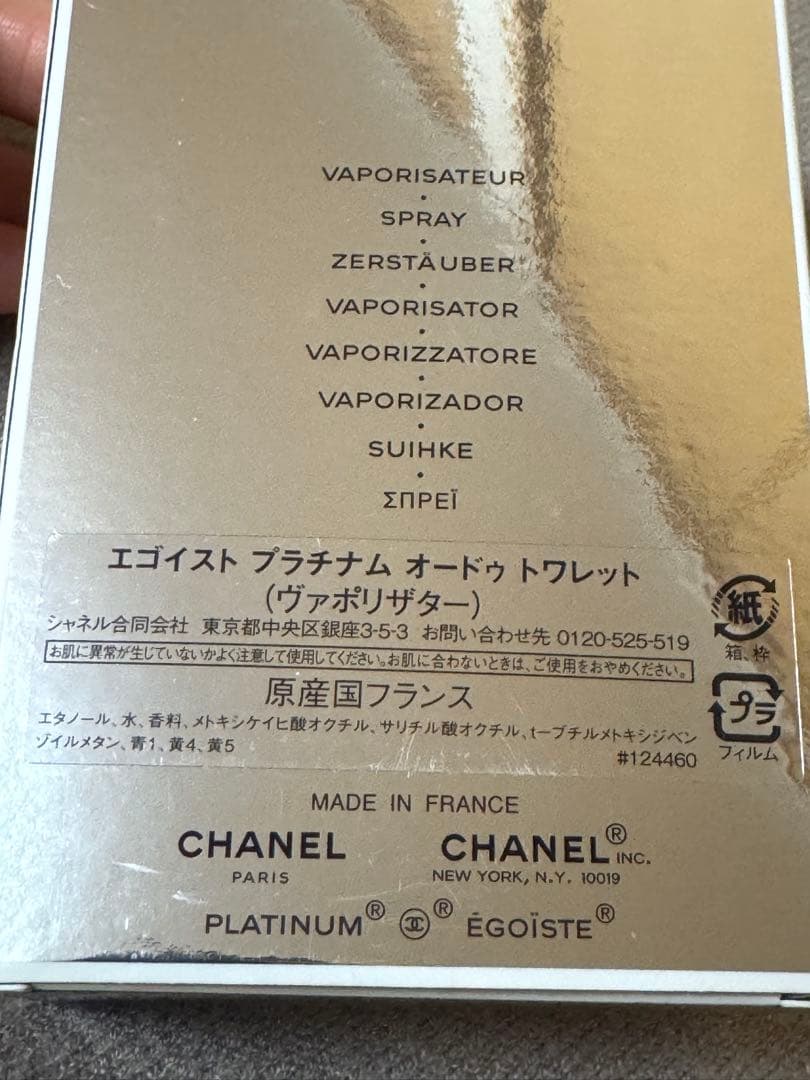 VAPORISATEUR
•
SPRAY
•
ZERSTÄUBER
•
VAPORISATOR
•
VAPORIZZATORE
•
VAPORIZADOR
•
SUIHKE
•
ΣΠΡΕΪ
エゴイスト プラチナム オードゥ トワレット
(ヴァポリザター)
シャネル合同会社 東京都中央区銀座3-5-3 お問い合わせ先 0120-525-519
お肌に異常が生じていないかよく注意して使用してください。お肌に合わないときは、ご使用をおやめください。
原産国フランス
エタノール、水、香料、メトキシケイヒ酸オクチル、サリチル酸オクチル、t-ブチルメトキシジベン
ゾイルメタン、青1、黄4、黄5
#124460
紙
箱、枠
プラ
フィルム
MADE IN FRANCE
CHANEL CHANEL® INC.
PARIS NEW YORK, N.Y. 10019
PLATINUM® ® ÉGOÏSTE®